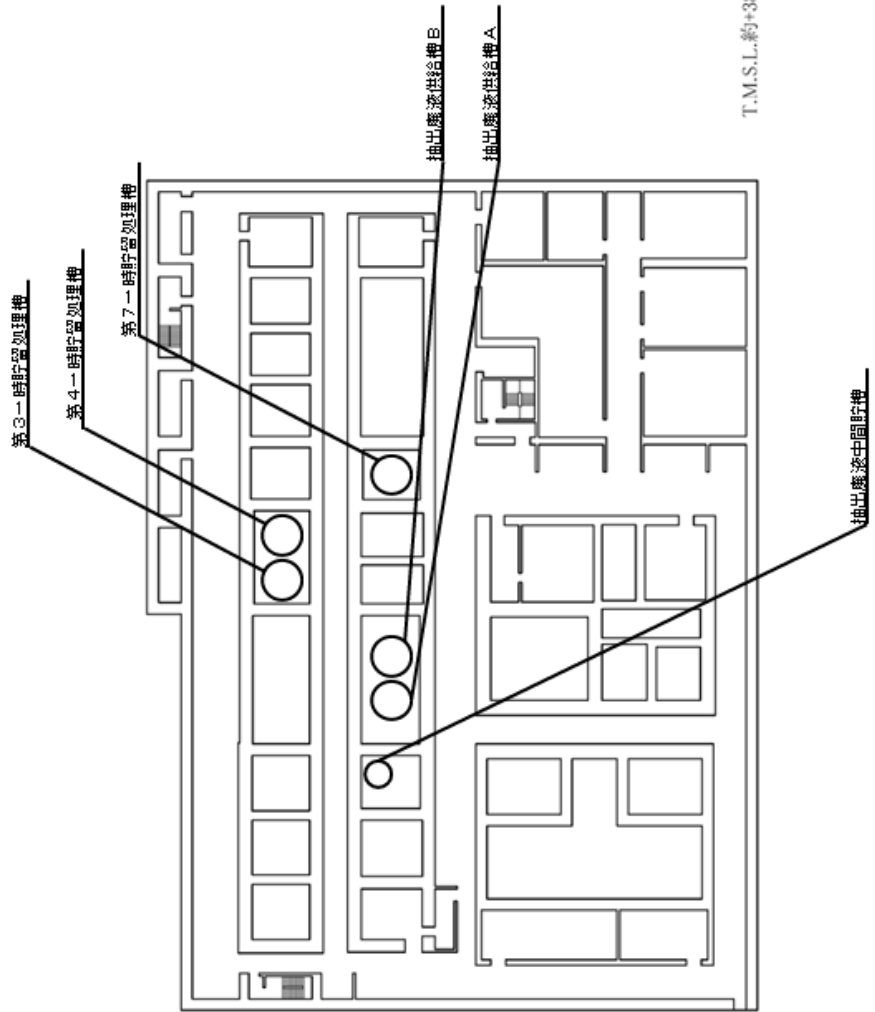 第3一時貯留処理槽
第4一時貯留処理槽
第7一時貯留処理槽
抽出廃液供給槽B
抽出廃液供給槽A
抽出廃液中間貯槽
T.M.S.L.約+38